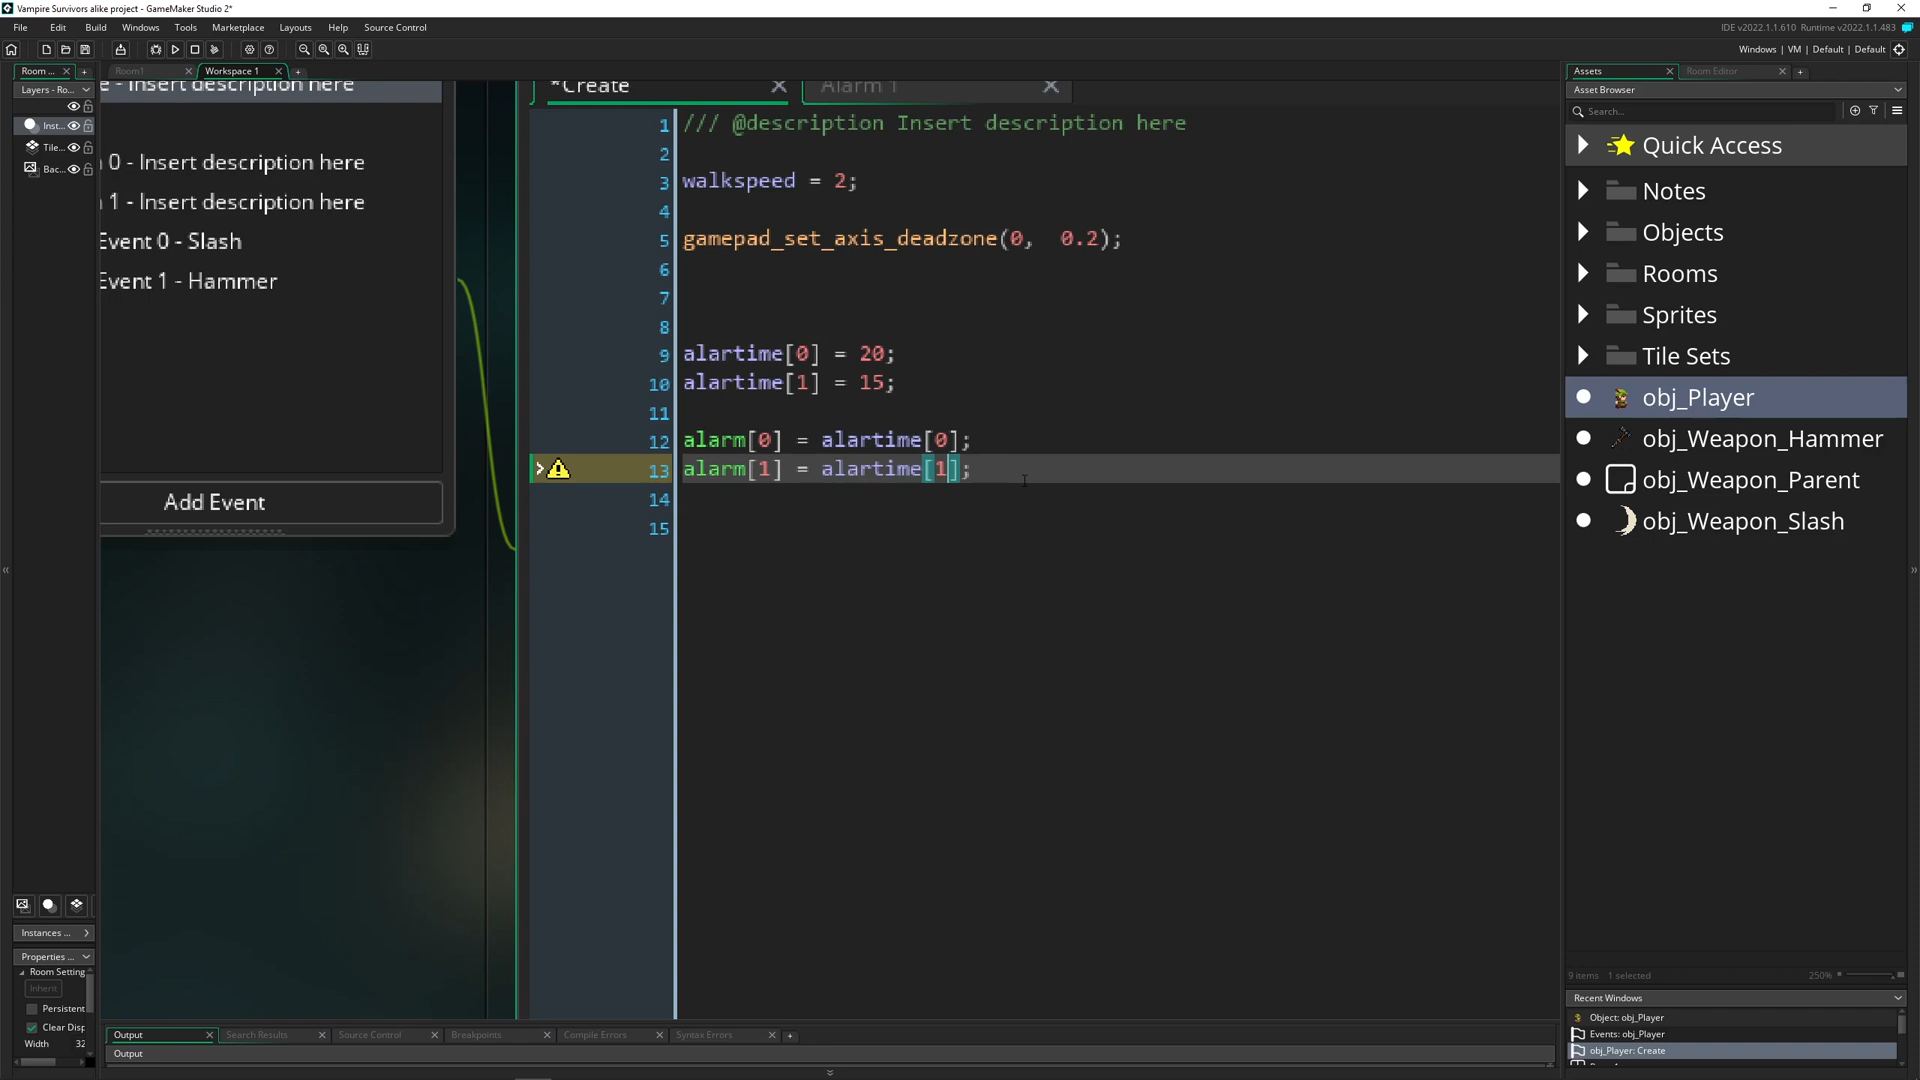 Vampire Survivors alike project - GameMaker Studio 2*
File Edit Build Windows Tools Marketplace Layouts Help Source Control
IDE v2022.1.1.610 Runtime v2022.1.1.483
Windows | VM | Default | Default
Room ...
Room1
Workspace 1
Layers - Ro...
Inst...
Tile...
Bac...
e - Insert description here
0 - Insert description here
1 - Insert description here
Event 0 - Slash
Event 1 - Hammer
Add Event
*Create
Alarm 1
1 /// @description Insert description here
2
3 walkspeed = 2;
4
5 gamepad_set_axis_deadzone(0, 0.2);
6
7
8
9 alartime[0] = 20;
10 alartime[1] = 15;
11
12 alarm[0] = alartime[0];
13 alarm[1] = alartime[1];
14
15
Assets
Room Editor
Asset Browser
Search...
Quick Access
Notes
Objects
Rooms
Sprites
Tile Sets
obj_Player
obj_Weapon_Hammer
obj_Weapon_Parent
obj_Weapon_Slash
9 items 1 selected
250%
Recent Windows
Object: obj_Player
Events: obj_Player
obj_Player: Create
Instances ...
Properties ...
Room Setting
Inherit
Persistent
Clear Disp
Width 32
Output
Search Results
Source Control
Breakpoints
Compile Errors
Syntax Errors
Output